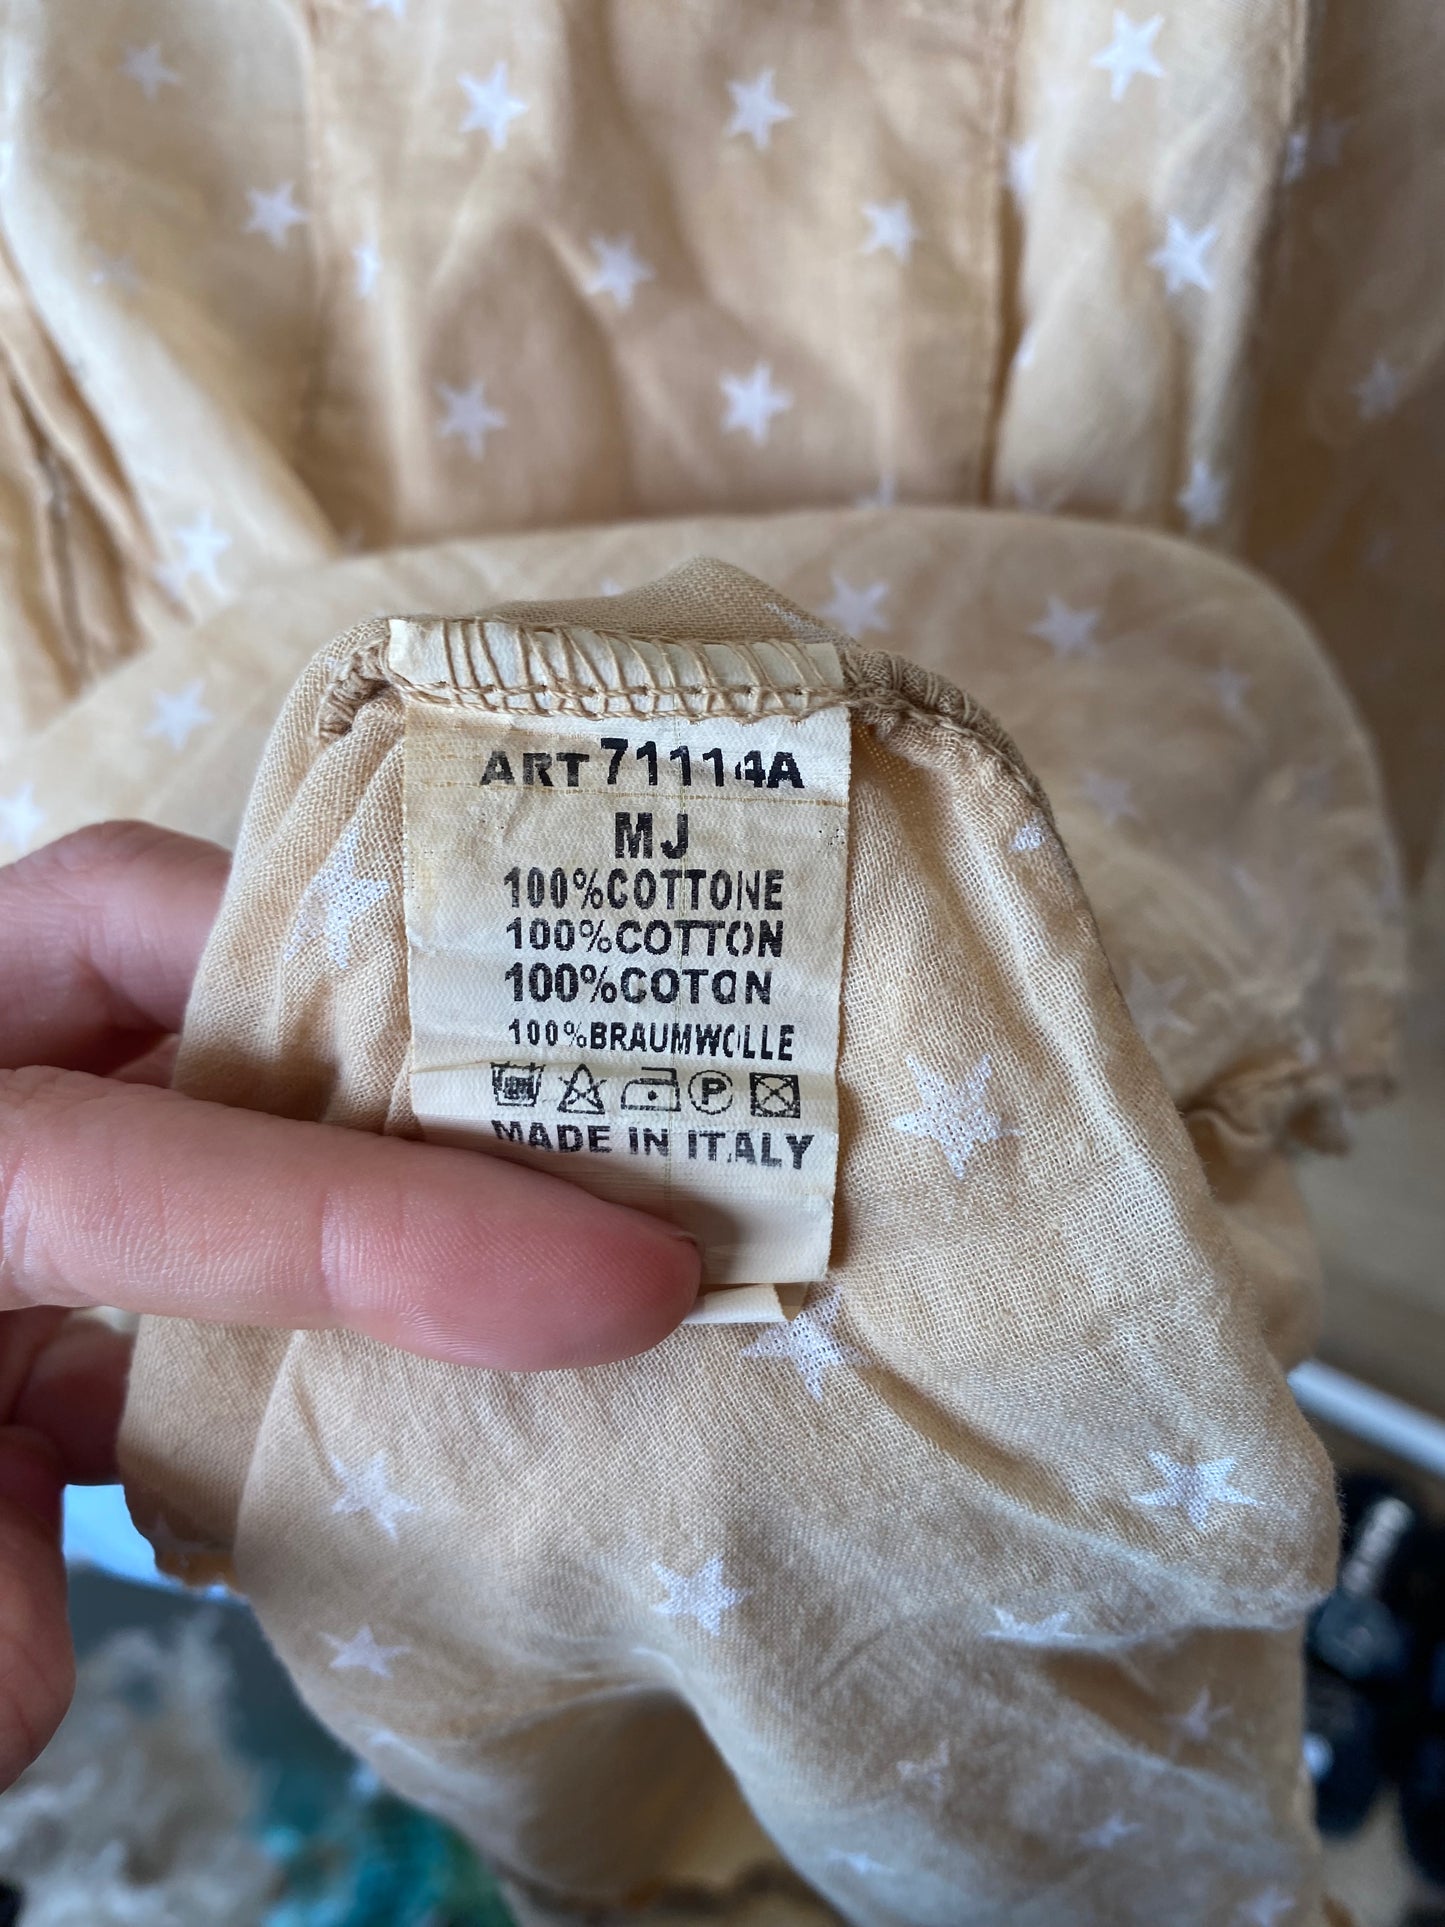 ART 71114A
MJ
100%COTTONE
100%COTTON
100%COTON
100%BRAUMWOLLE
P
MADE IN ITALY